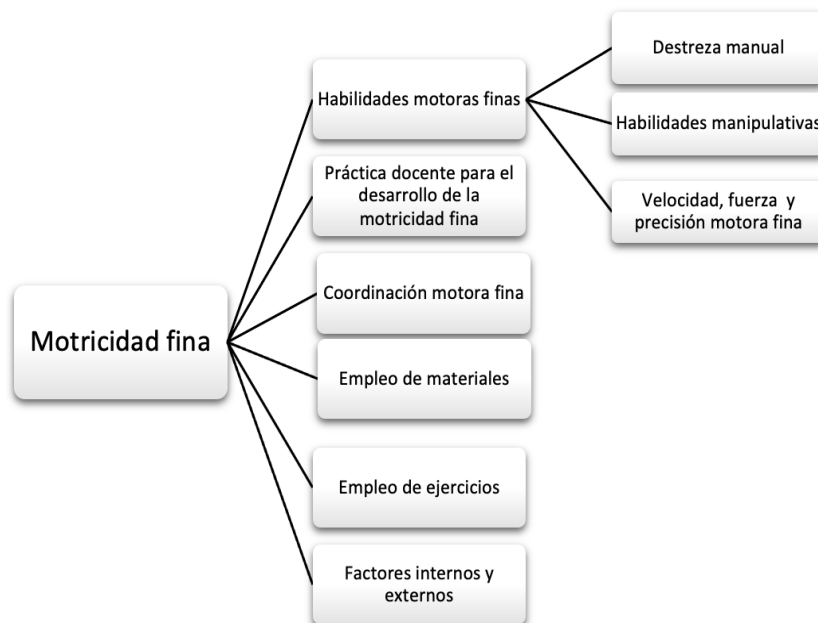 Motricidad fina
Habilidades motoras finas
Práctica docente para el
desarrollo de la
motricidad fina
Coordinación motora fina
Empleo de materiales
Empleo de ejercicios
Factores internos y
externos
Destreza manual
Habilidades manipulativas
Velocidad, fuerza y
precisión motora fina